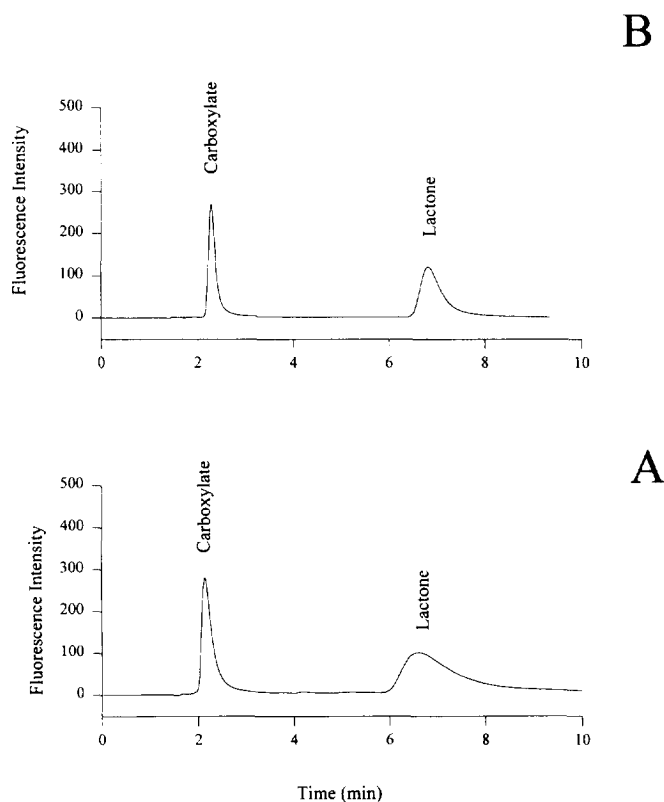 B
500
400
300
200
100
0
Fluorescence Intensity
Carboxylate
Lactone
0 2 4 6 8 10
A
500
400
300
200
100
0
Fluorescence Intensity
Carboxylate
Lactone
0 2 4 6 8 10
Time (min)